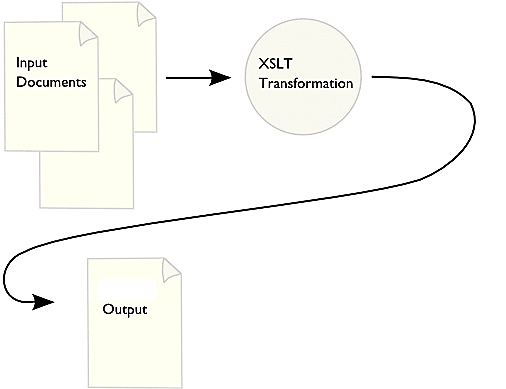 Input
Documents
XSLT
Transformation
Output